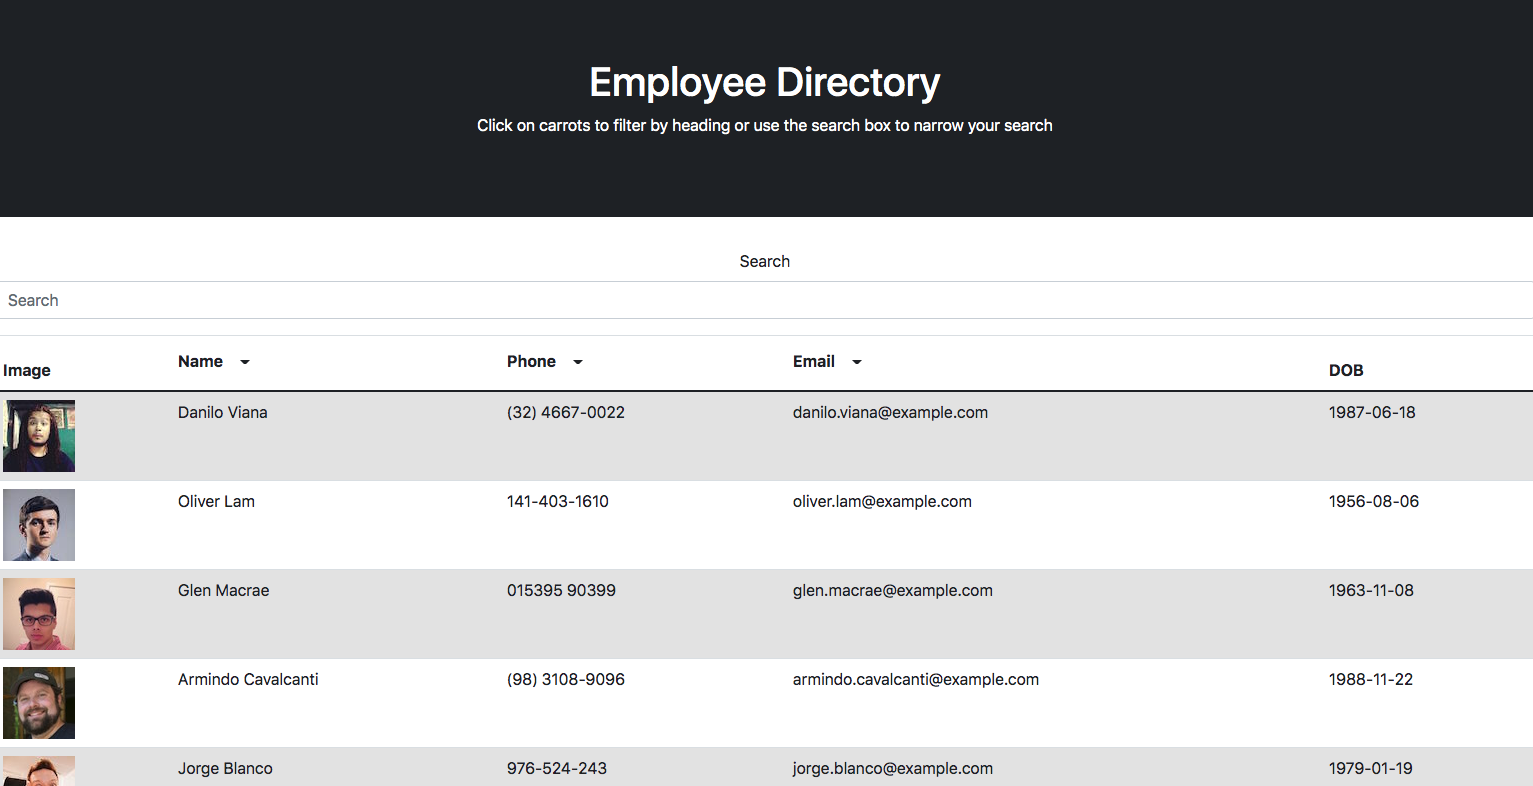 Employee Directory
Click on carrots to filter by heading or use the search box to narrow your search
Search
Search
Image Name Phone Email DOB
Danilo Viana (32) 4667-0022 danilo.viana@example.com 1987-06-18
Oliver Lam 141-403-1610 oliver.lam@example.com 1956-08-06
Glen Macrae 015395 90399 glen.macrae@example.com 1963-11-08
Armindo Cavalcanti (98) 3108-9096 armindo.cavalcanti@example.com 1988-11-22
Jorge Blanco 976-524-243 jorge.blanco@example.com 1979-01-19